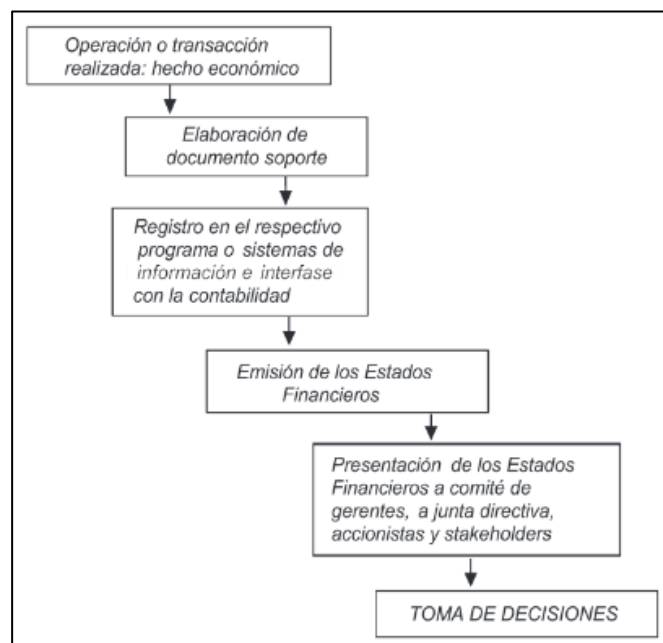 Operación o transacción
realizada: hecho económico
Elaboración de
documento soporte
Registro en el respectivo
programa o sistemas de
información e interfase
con la contabilidad
Emisión de los Estados
Financieros
Presentación de los Estados
Financieros a comité de
gerentes, a junta directiva,
accionistas y stakeholders
TOMA DE DECISIONES